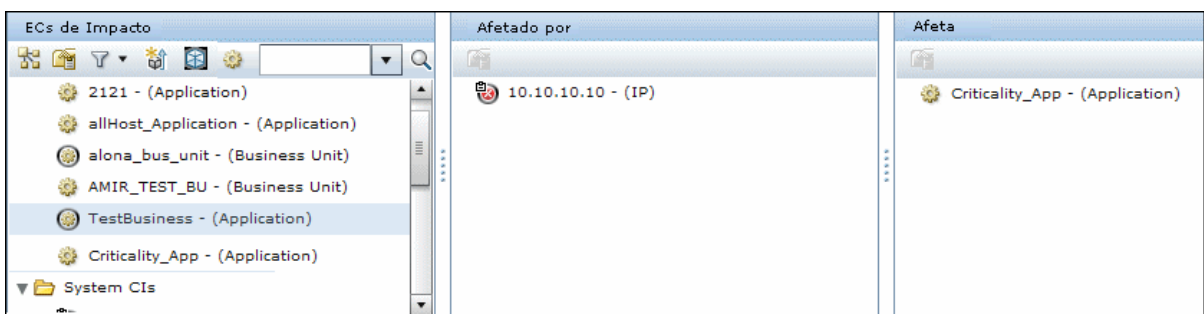 ECs de Impacto
2121 - (Application)
allHost_Application - (Application)
alona_bus_unit - (Business Unit)
AMIR_TEST_BU - (Business Unit)
TestBusiness - (Application)
Criticality_App - (Application)
System CIs
Afetado por
10.10.10.10 - (IP)
Afeta
Criticality_App - (Application)